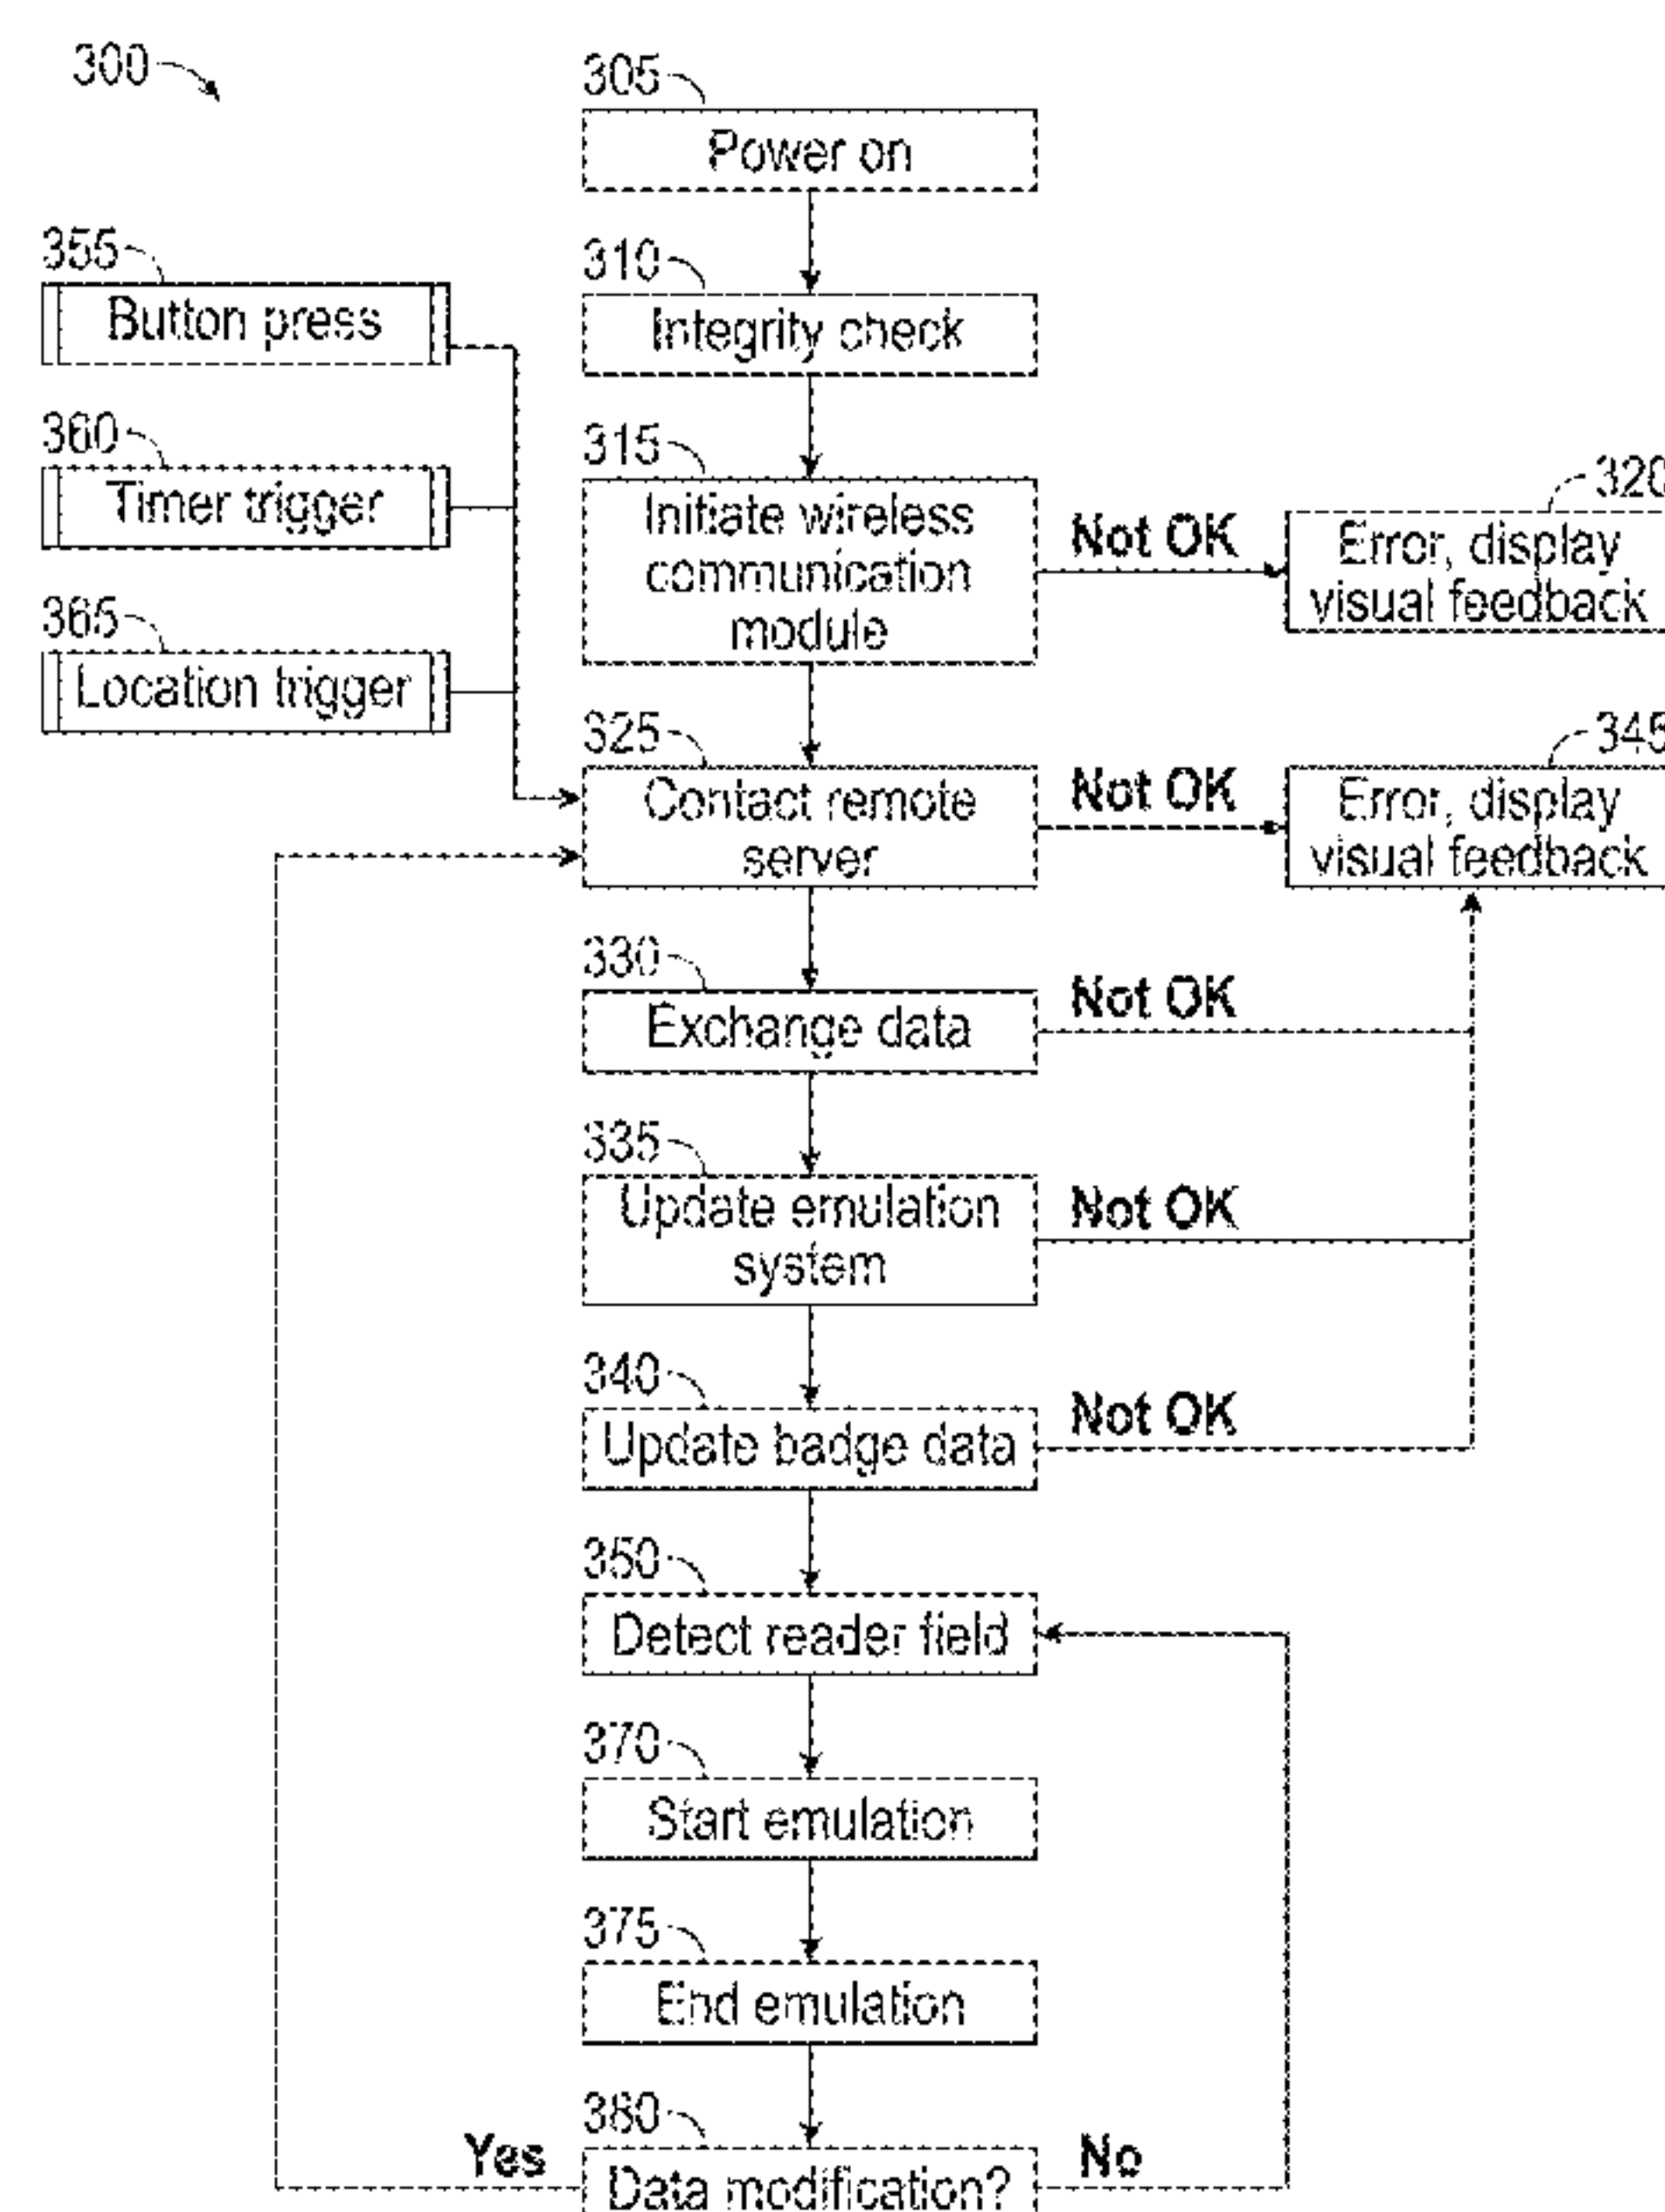 300
305
Power on
355
310
Button press
Integrity check
360
315
320
Timer trigger
Initiate wireless
communication
module
Not OK
Error, display
visual feedback
365
Location trigger
325
345
Contact remote
server
Not OK
Error, display
visual feedback
330
Exchange data
Not OK
335
Update emulation
system
Not OK
340
Update badge data
Not OK
350
Detect reader field
370
Start emulation
375
End emulation
380
Yes
Data modification?
No